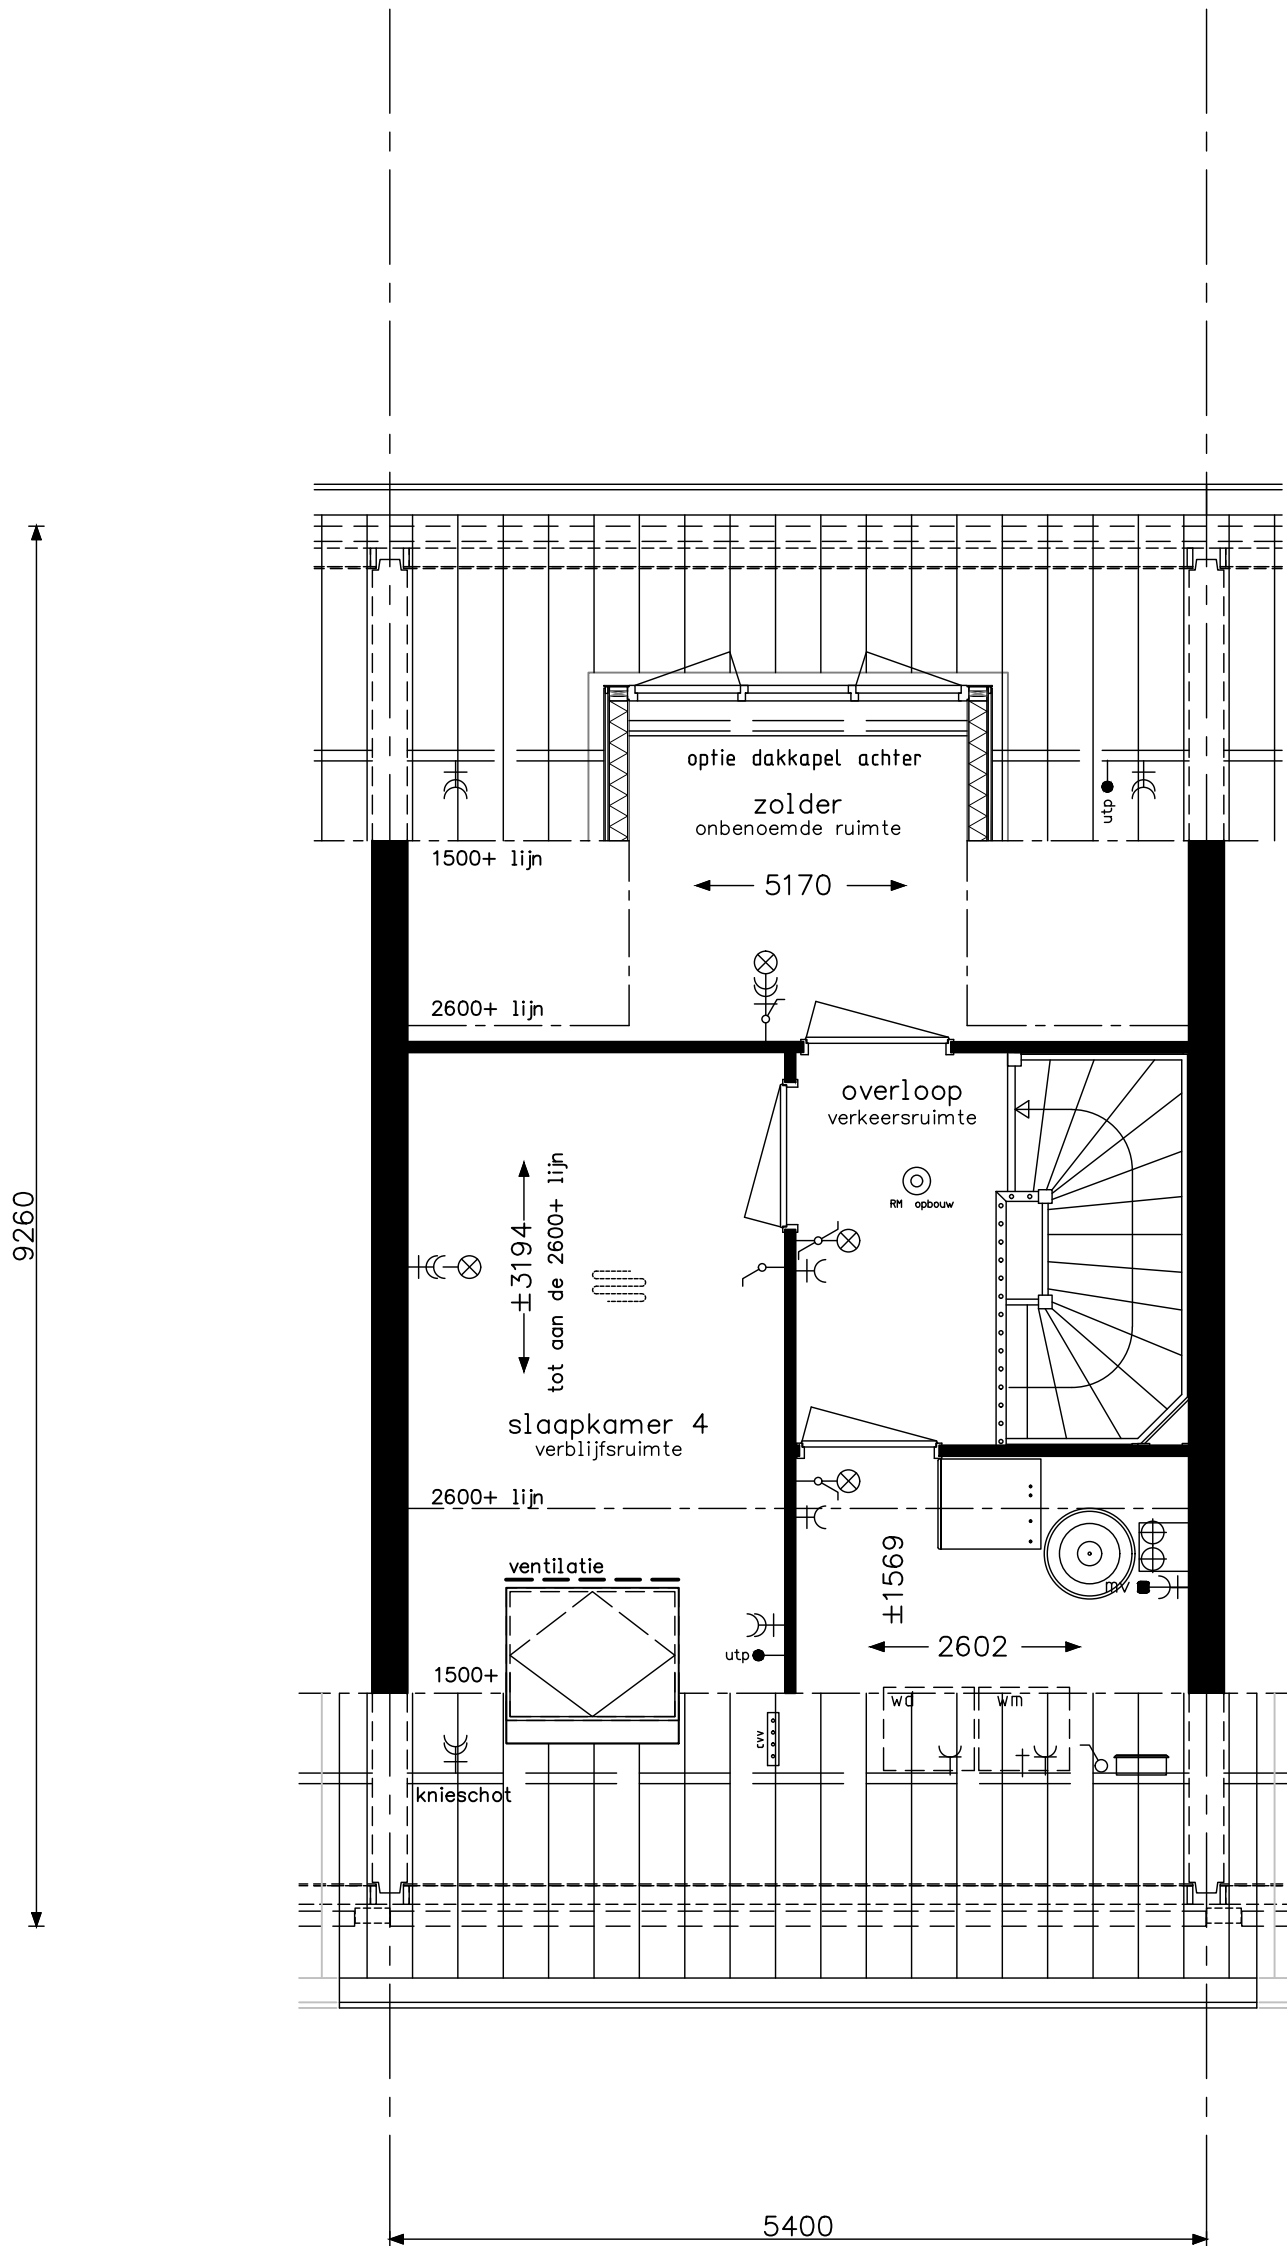 optie dakkapel achter
zolder
onbenoemde ruimte
utp
1500+ lijn
5170
2600+ lijn
overloop
verkeersruimte
RM opbouw
9260
±3194
tot aan de 2600+ lijn
slaapkamer 4
verblijfsruimte
2600+ lijn
ventilatie
±1569
mv
2602
utp
1500+
wd
wm
cvv
knieschot
5400